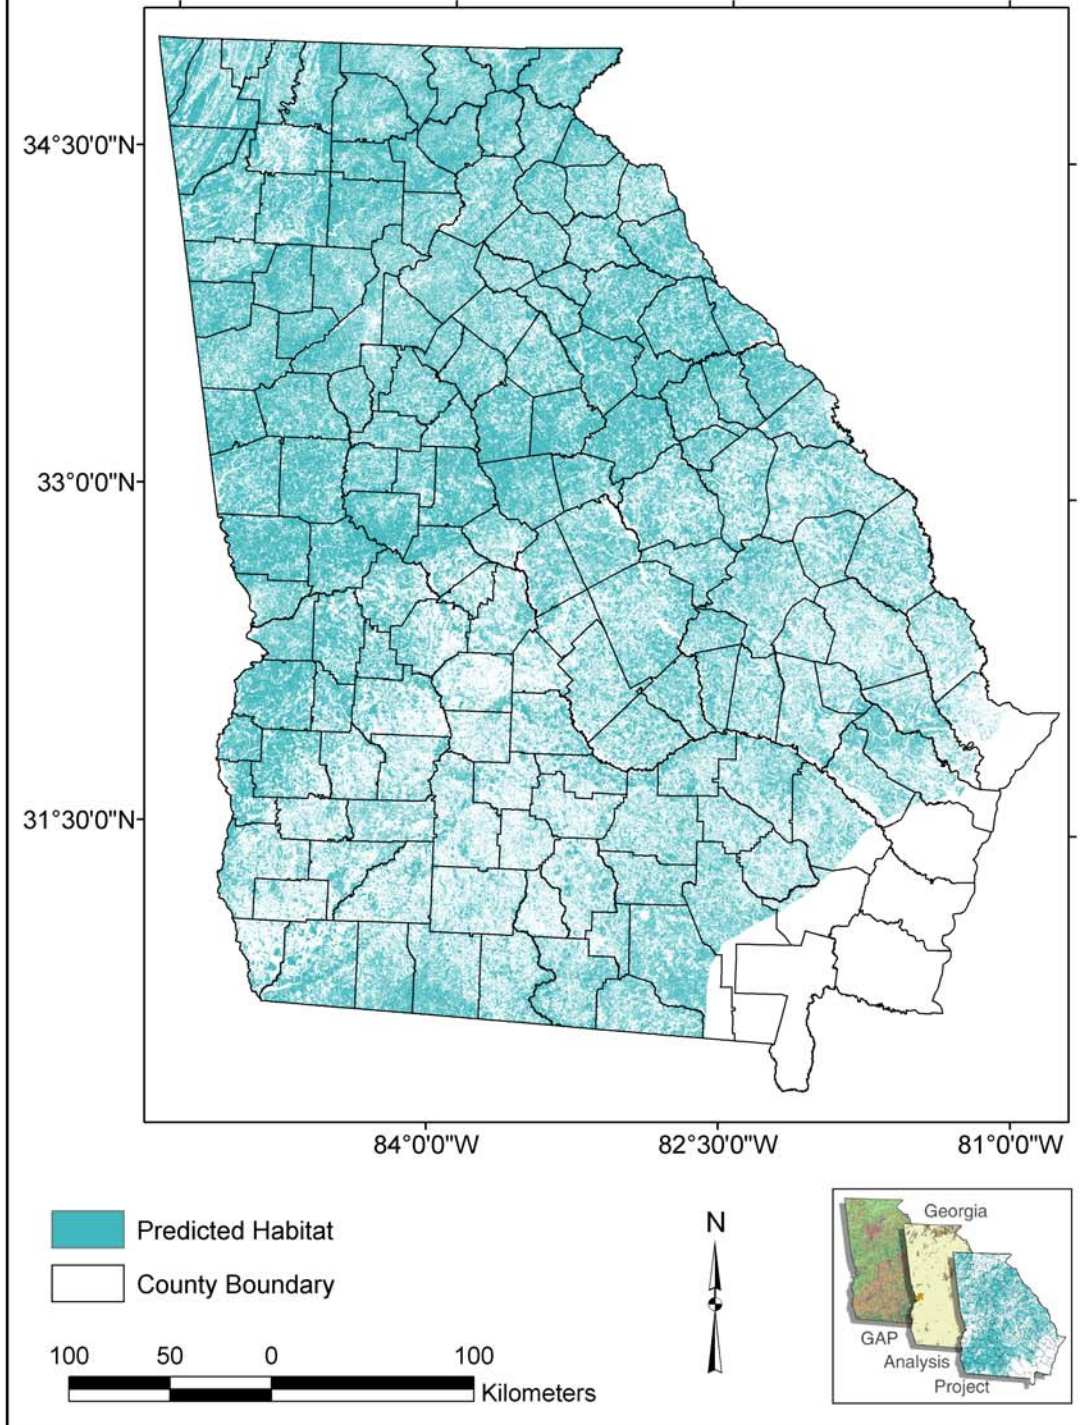 34°30'0"N
33°0'0"N
31°30'0"N
84°0'0"W
82°30'0"W
81°0'0"W
Predicted Habitat
County Boundary
100
50
0
100
Kilometers
N
Georgia
GAP
Analysis
Project